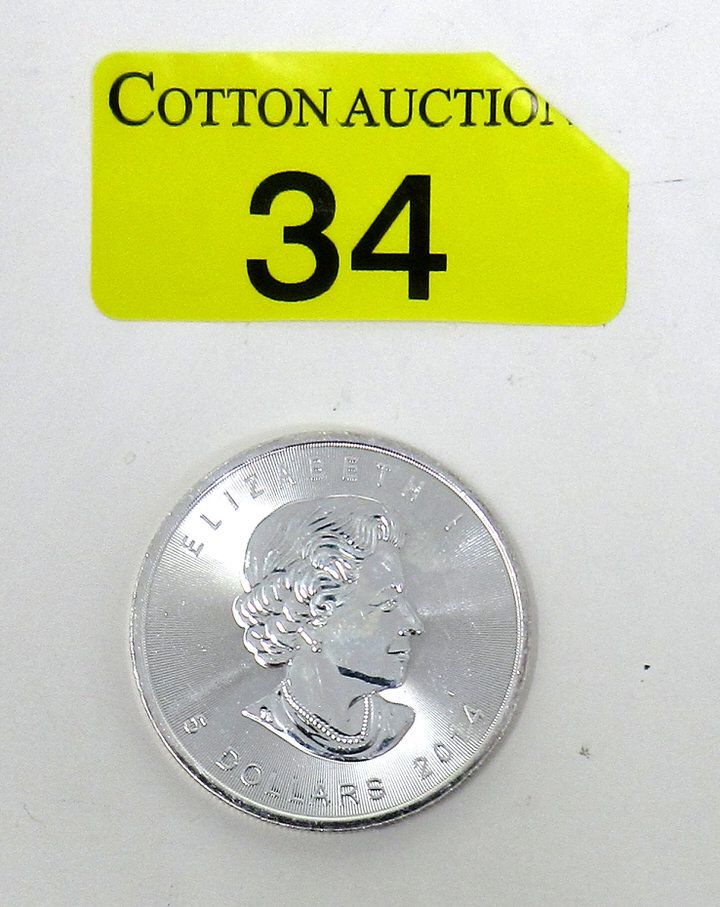 COTTON AUCTION
34
ELIZABETH II
5 DOLLARS 2014